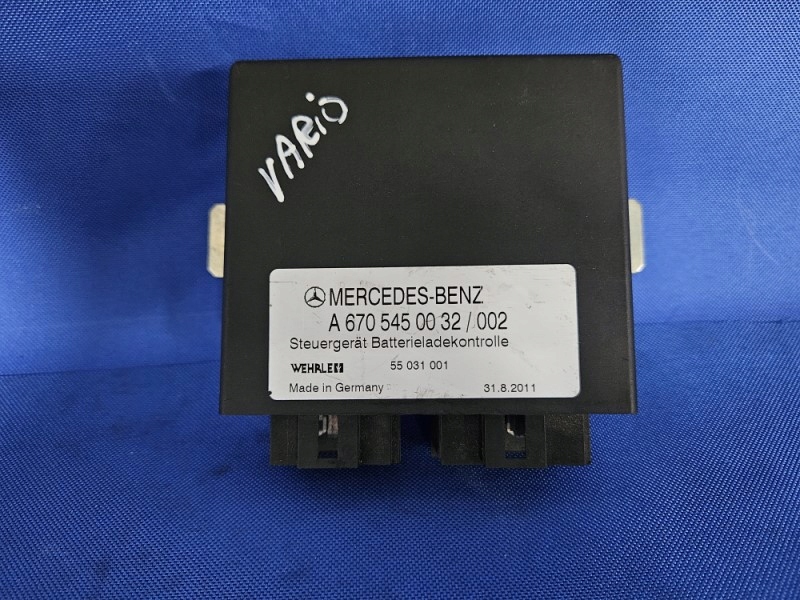 VARiO
MERCEDES-BENZ
A 670 545 00 32 / 002
Steuergerät Batterieladekontrolle
WEHRLE 55 031 001
Made in Germany 31.8.2011